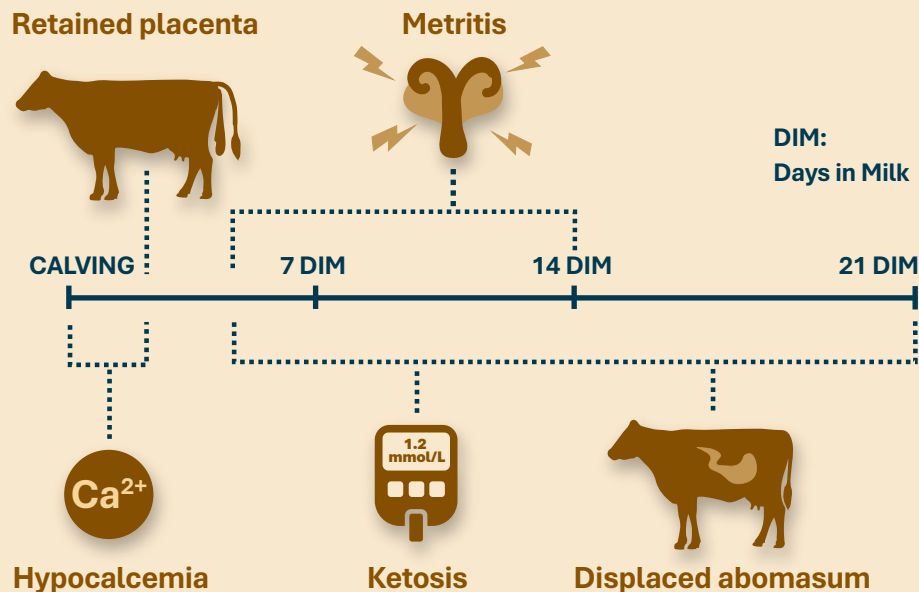 Retained placenta
Metritis
DIM:
Days in Milk
CALVING
7 DIM
14 DIM
21 DIM
1.2
mmol/L
Ca²⁺
Hypocalcemia
Ketosis
Displaced abomasum